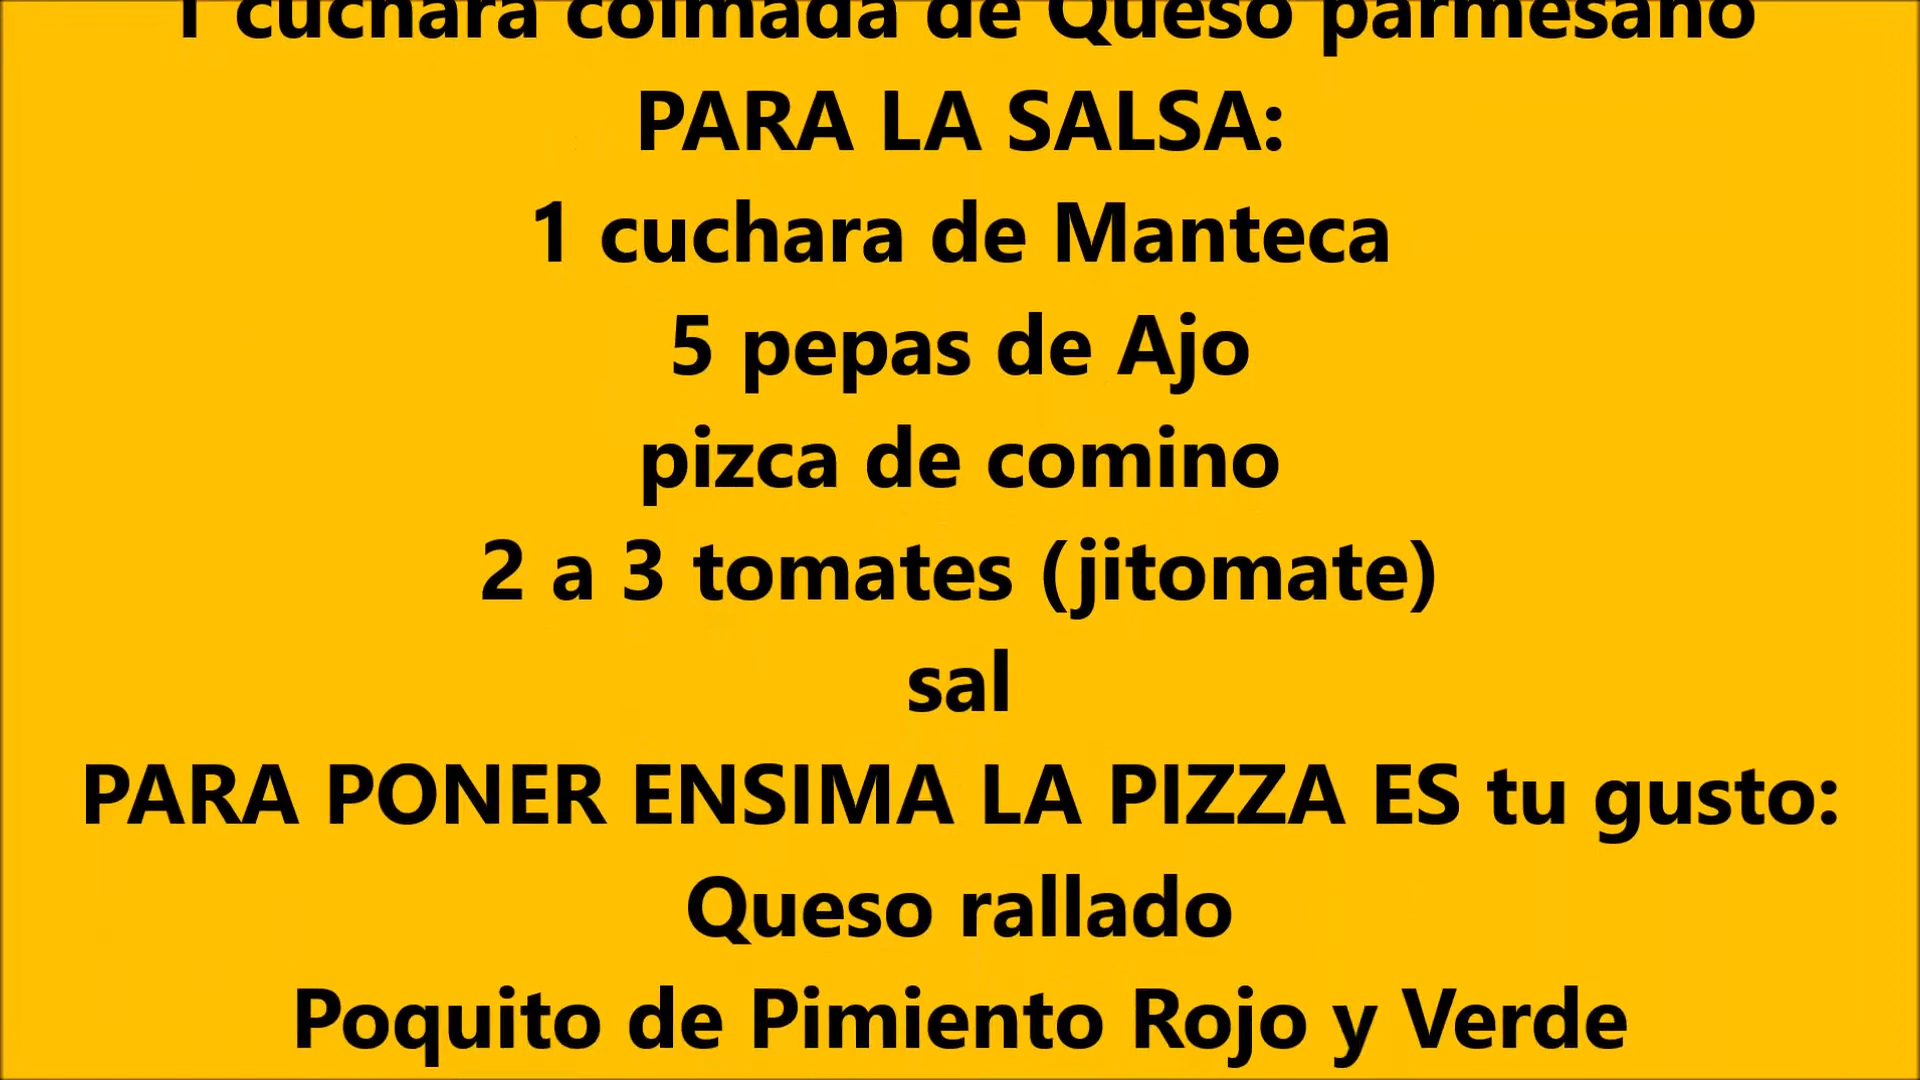 1 cuchara colmada de Queso parmesano
PARA LA SALSA:
1 cuchara de Manteca
5 pepas de Ajo
pizca de comino
2 a 3 tomates (jitomate)
sal
PARA PONER ENSIMA LA PIZZA ES tu gusto:
Queso rallado
Poquito de Pimiento Rojo y Verde